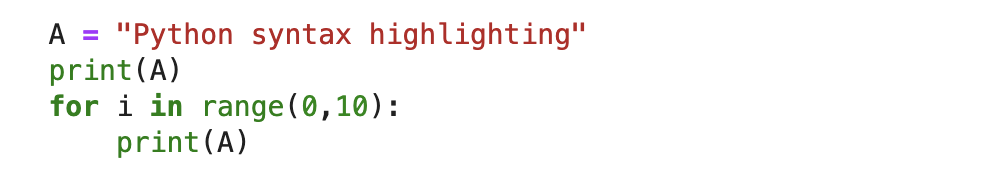 A = "Python syntax highlighting"
print(A)
for i in range(0,10):
    print(A)